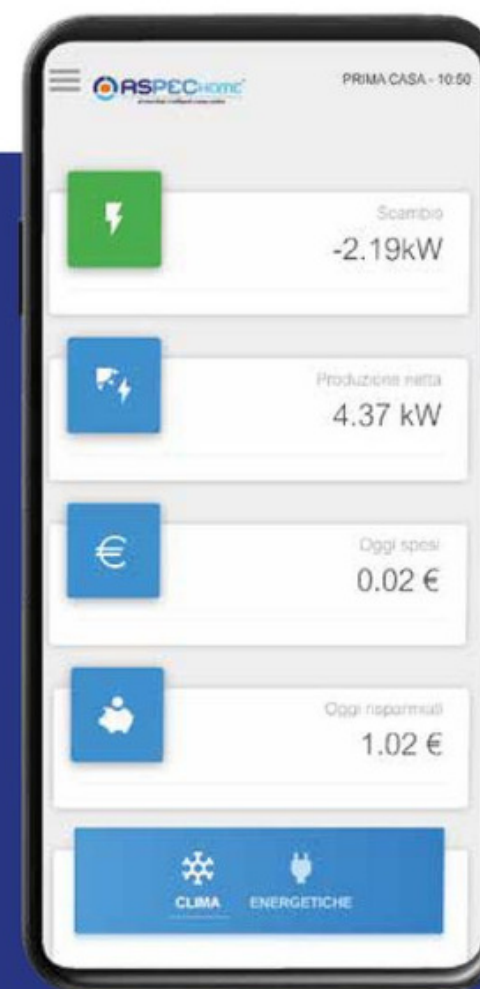 ASPECHOME
PRIMA CASA - 10:50
Scambio
-2.19kW
Produzione netta
4.37 kW
€
Oggi spesi
0.02 €
Oggi risparmiati
1.02 €
CLIMA
ENERGETICHE